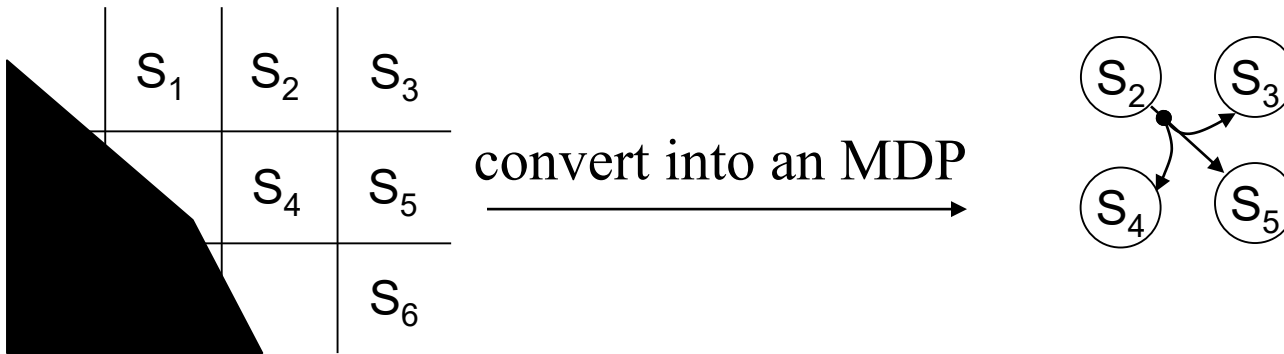 S₁ S₂ S₃
S₄ S₅
S₆
convert into an MDP
S₂ S₃
S₄ S₅